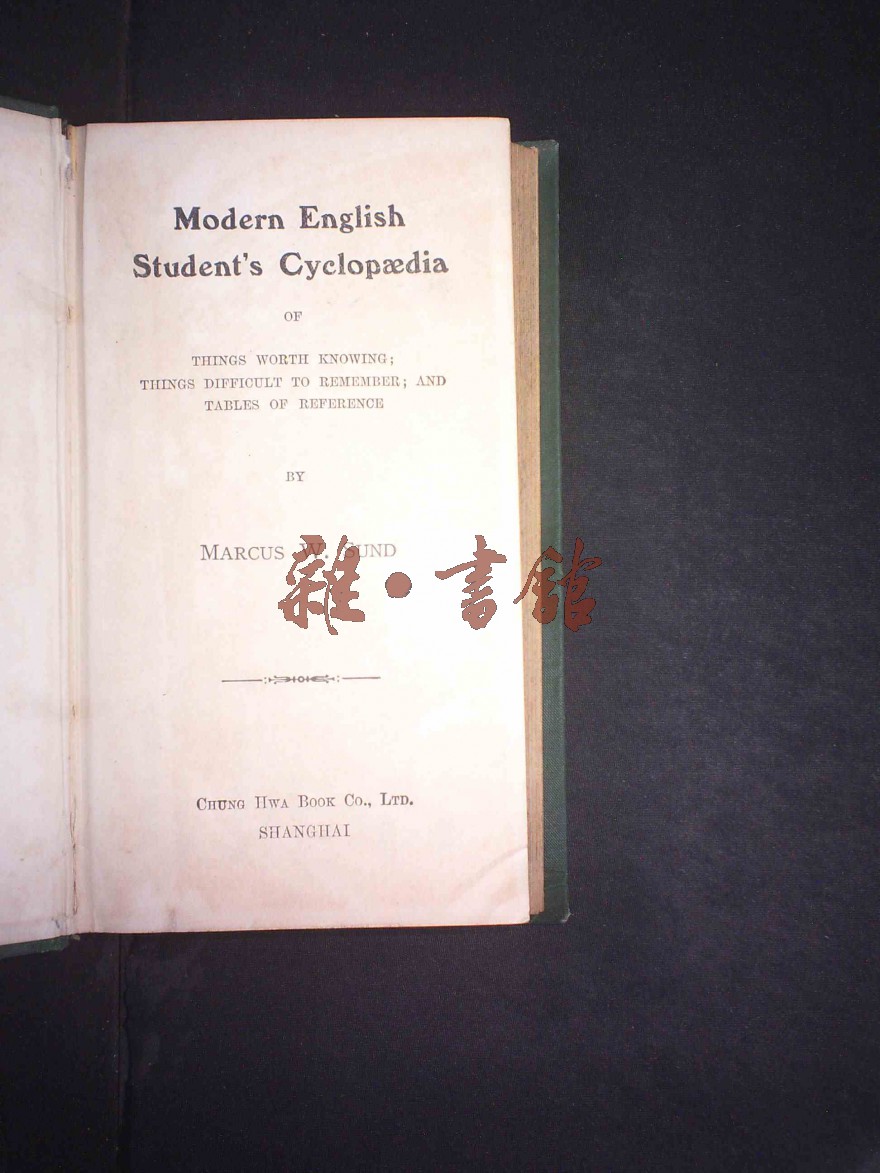 Modern English
Student's Cyclopædia
OF
THINGS WORTH KNOWING;
THINGS DIFFICULT TO REMEMBER; AND
TABLES OF REFERENCE
BY
MARCUS W. SUND
雜·書館
CHUNG HWA BOOK CO., LTD.
SHANGHAI